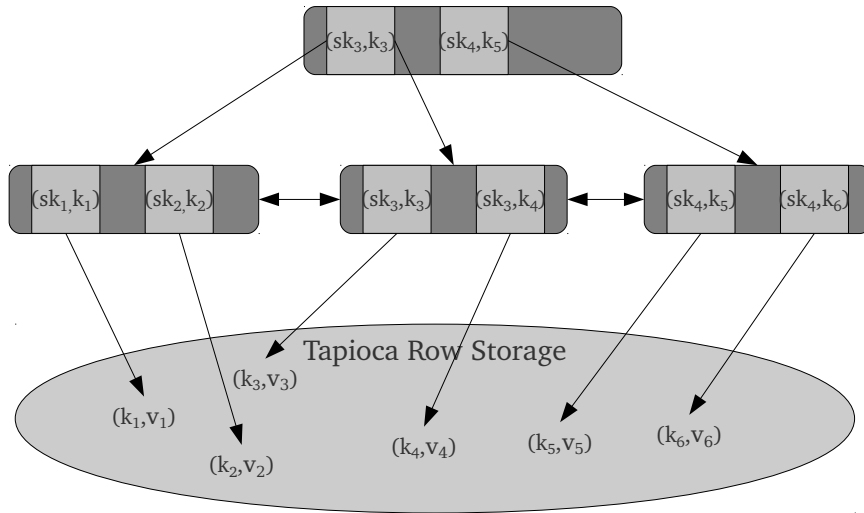 (sk₃,k₃) (sk₄,k₅)
(sk₁,k₁) (sk₂,k₂) (sk₃,k₃) (sk₃,k₄) (sk₄,k₅) (sk₄,k₆)
Tapioca Row Storage
(k₃,v₃)
(k₁,v₁)
(k₂,v₂)
(k₄,v₄)
(k₅,v₅)
(k₆,v₆)